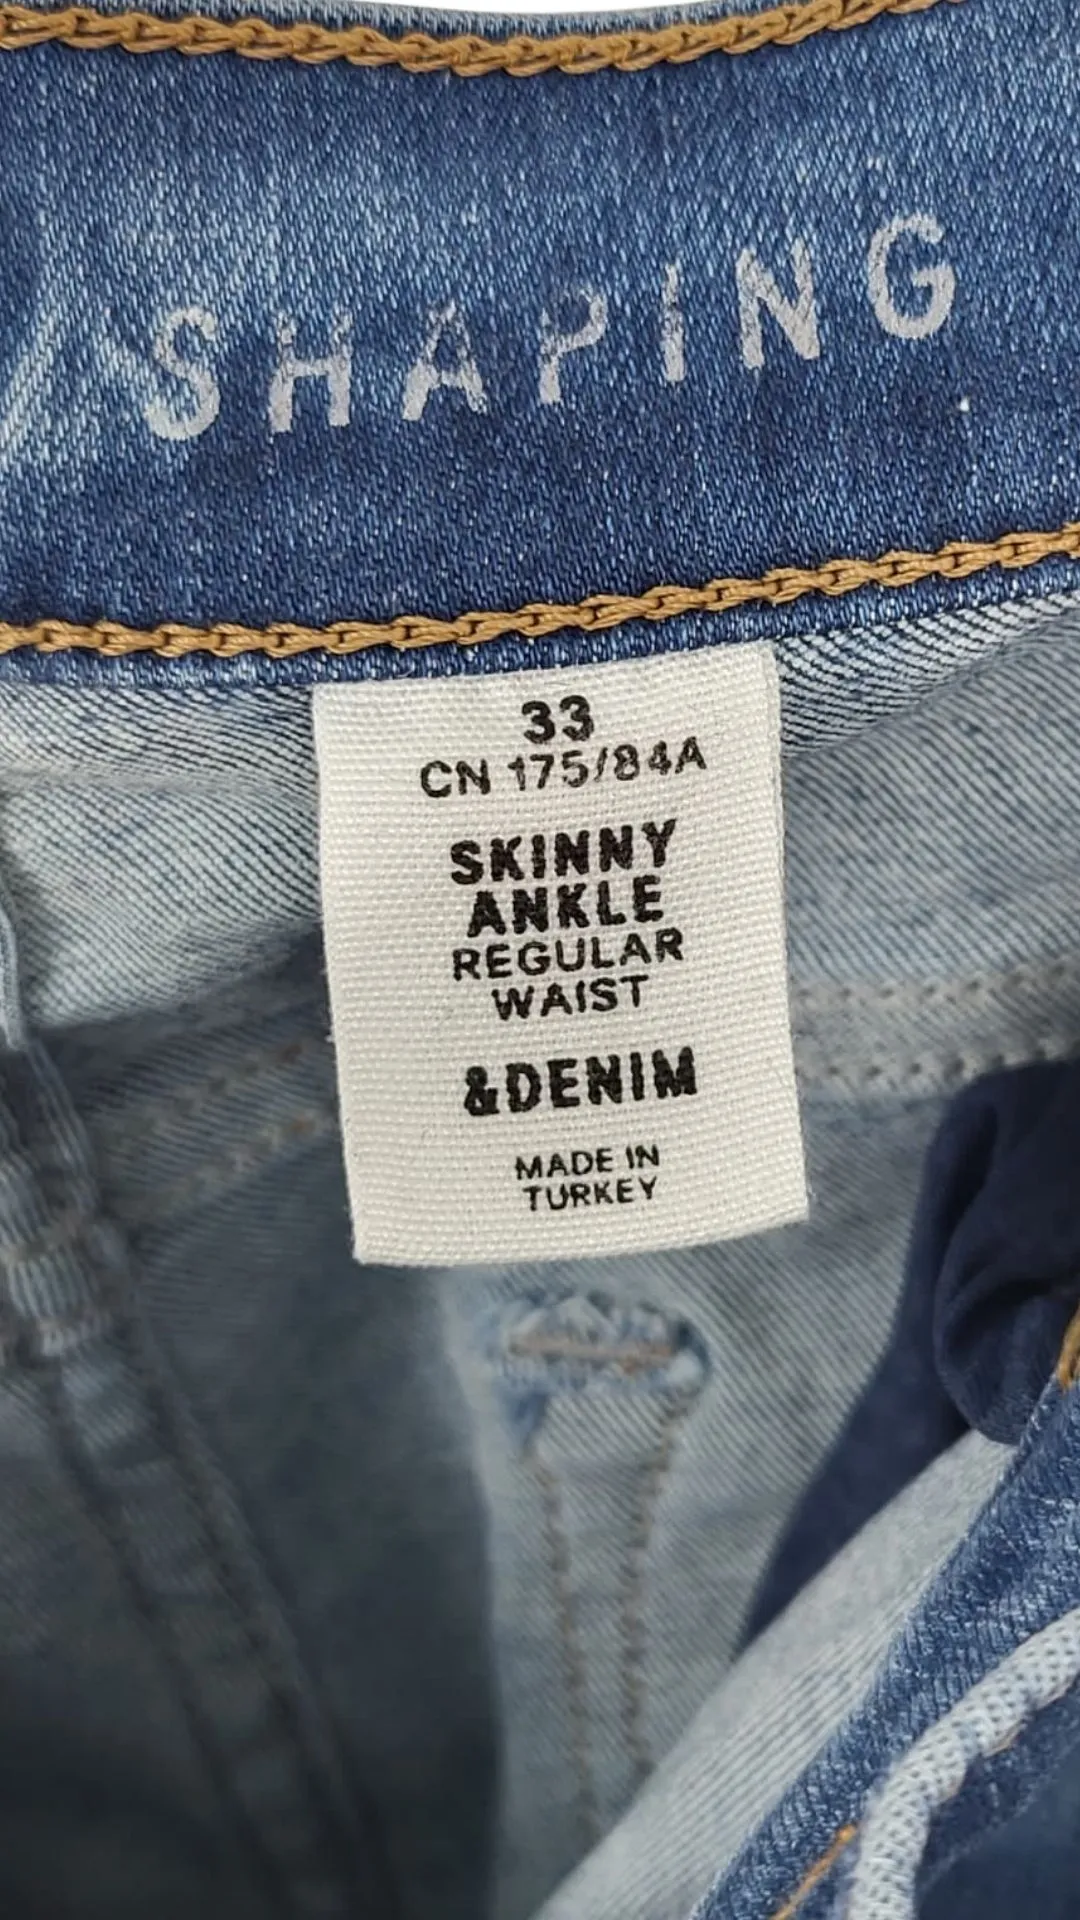 SHAPING
33
CN 175/84A
SKINNY
ANKLE
REGULAR
WAIST
&DENIM
MADE IN
TURKEY